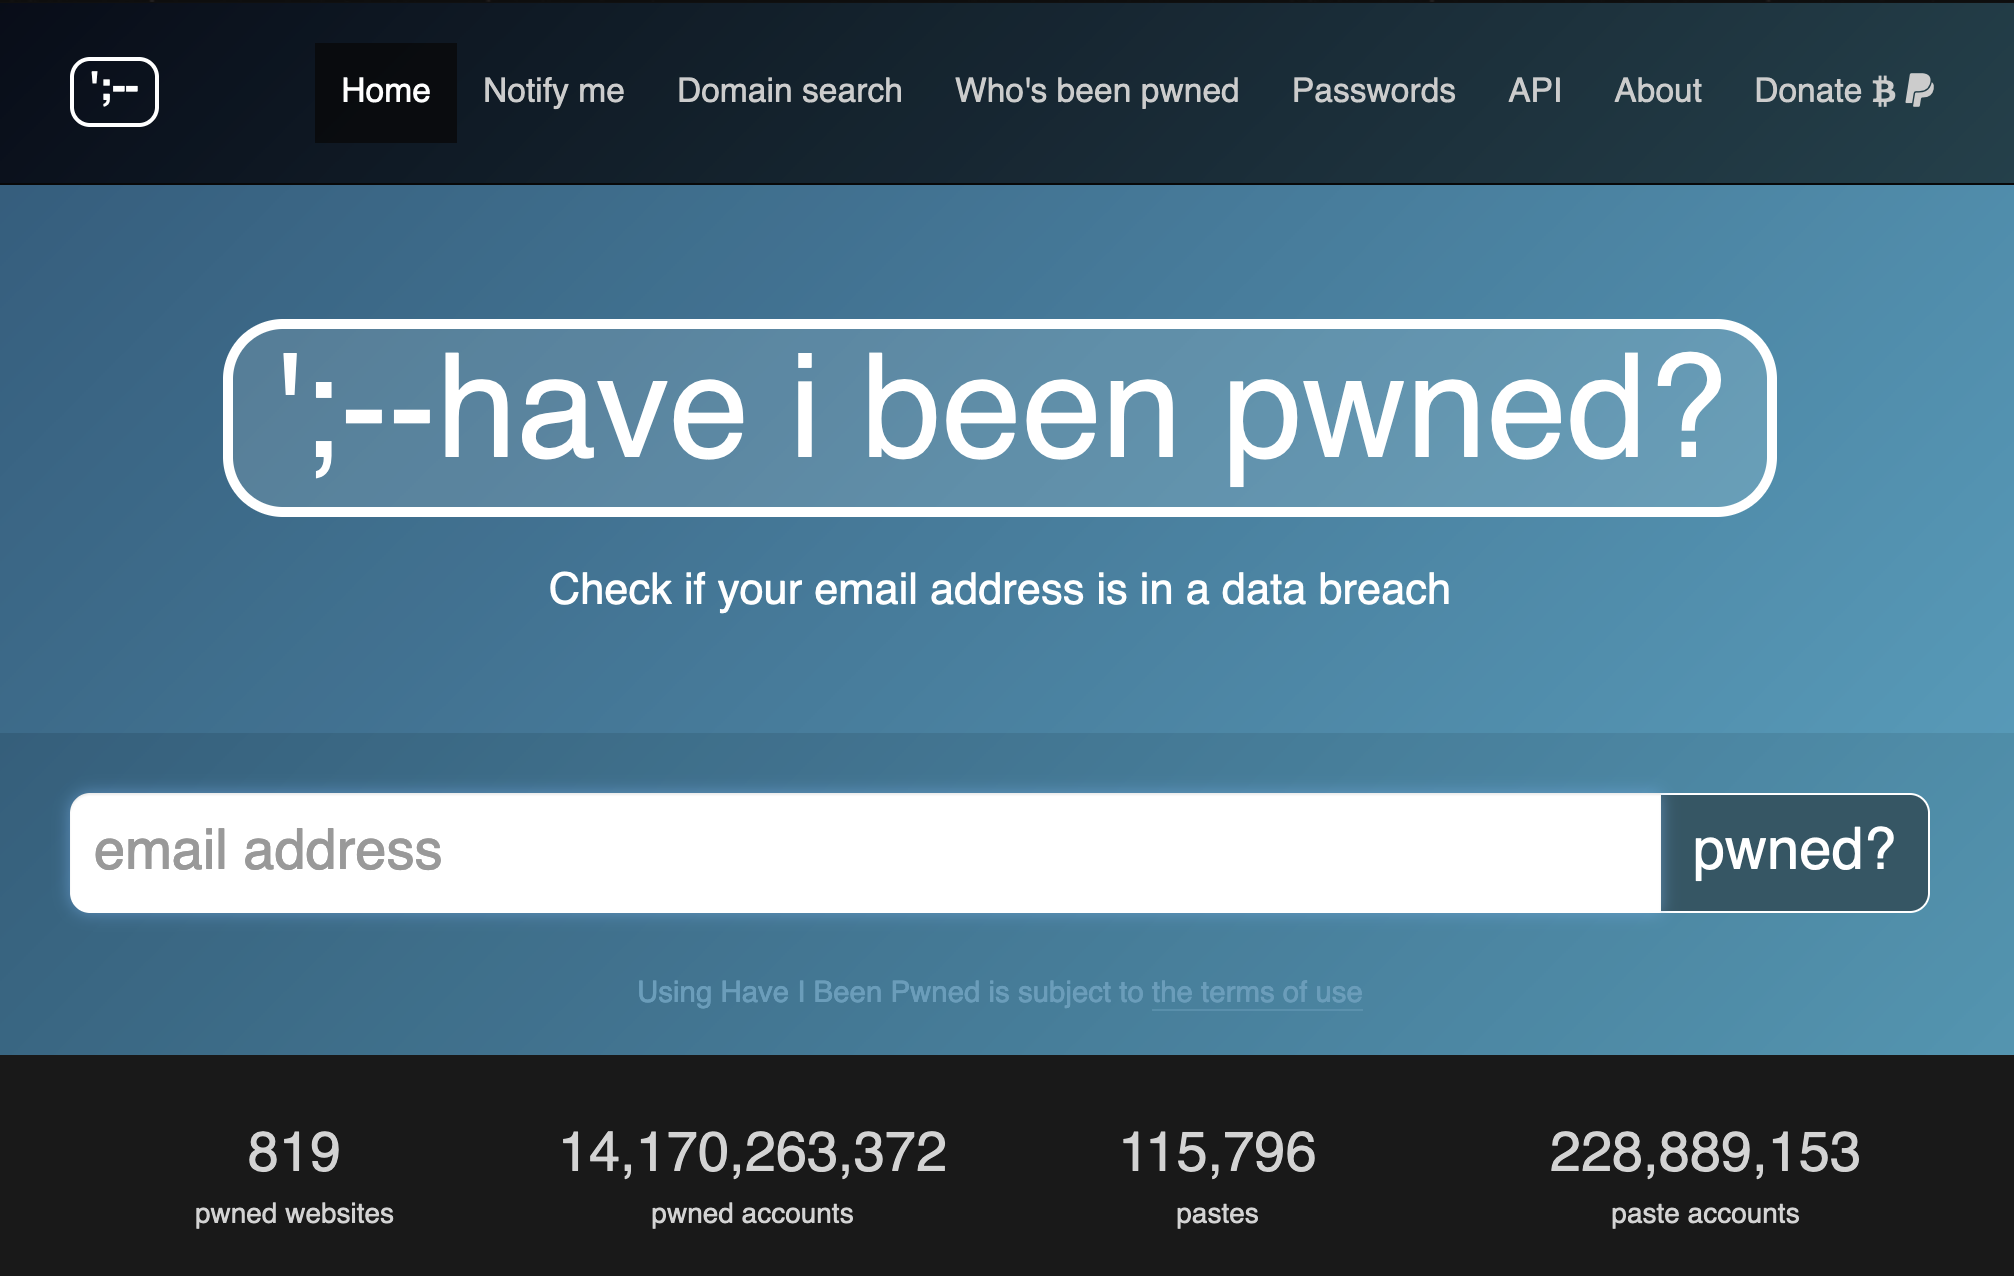 ';--
Home Notify me Domain search Who's been pwned Passwords API About Donate
';--have i been pwned?
Check if your email address is in a data breach
email address pwned?
Using Have I Been Pwned is subject to the terms of use
819 14,170,263,372 115,796 228,889,153
pwned websites pwned accounts pastes paste accounts